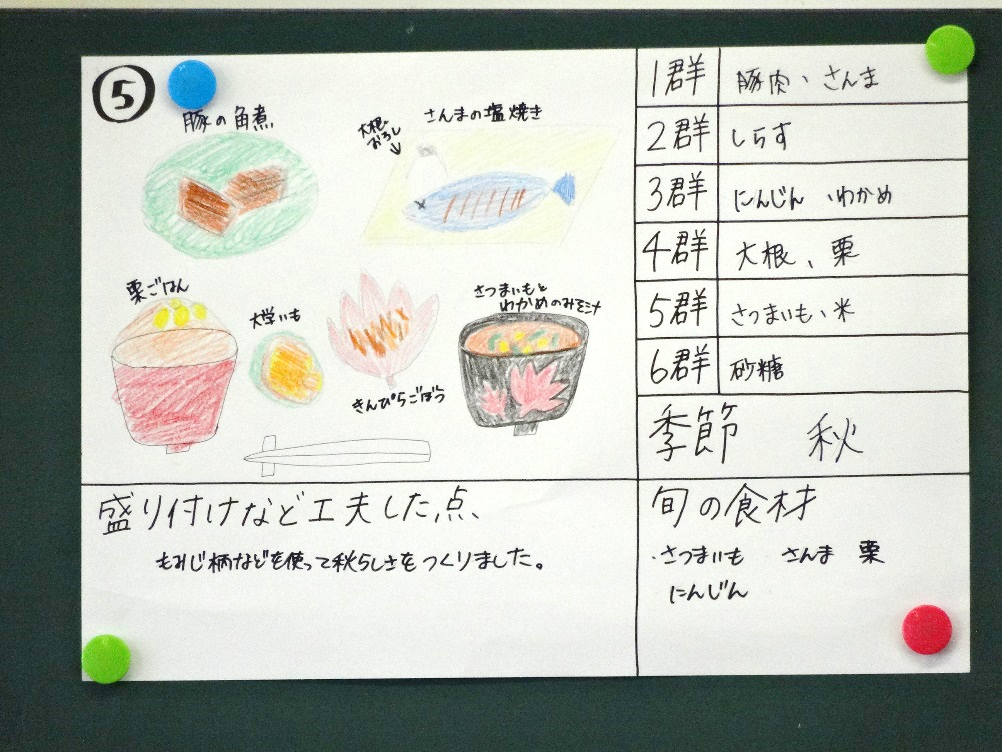 ⑤
豚の角煮
大根
おろし
さんまの塩焼き
栗ごはん
大学いも
きんぴらごぼう
さつまいもと
わかめのみそ汁
1群 豚肉、さんま
2群 しらす
3群 にんじん わかめ
4群 大根、栗
5群 さつまいも、米
6群 砂糖
季節 秋
盛り付けなど工夫した点、
もみじ柄などを使って秋らしさをつくりました。
旬の食材
・さつまいも さんま 栗
にんじん